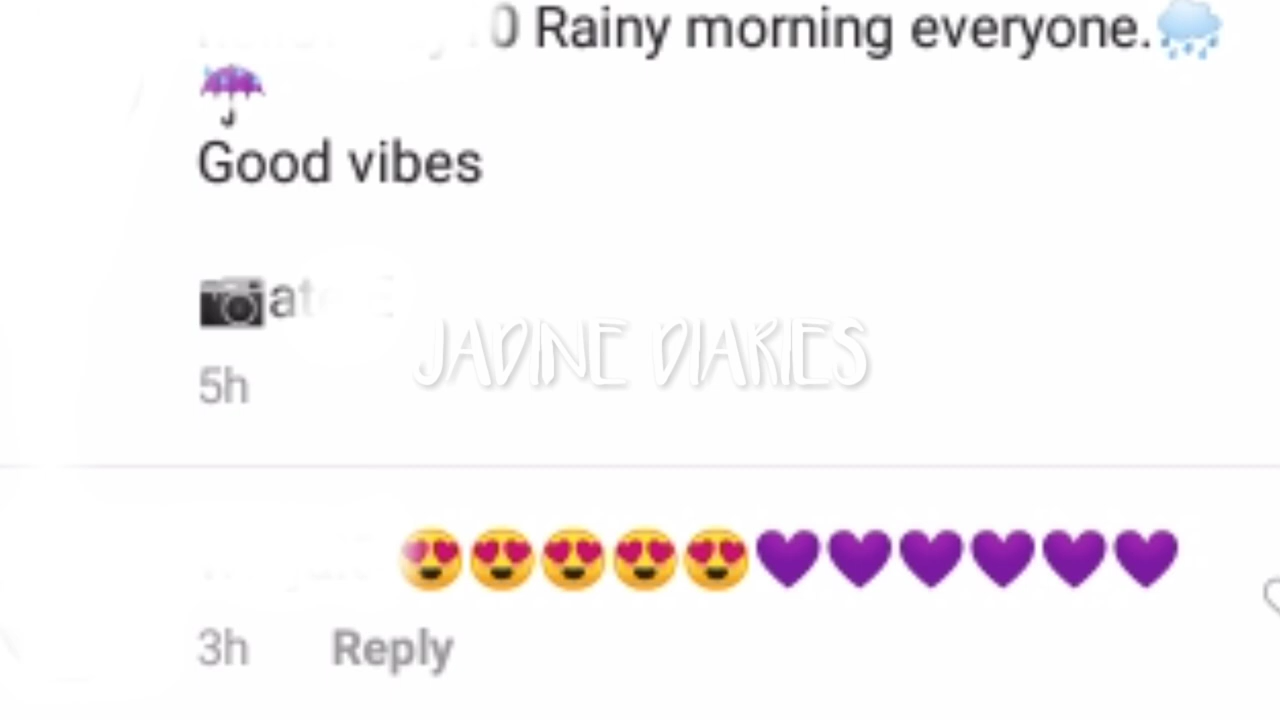 Rainy morning everyone.🌧️
☂️
Good vibes
📷
JADINE DIARIES
5h
😍😍😍😍😍💜💜💜💜💜💜
3h Reply